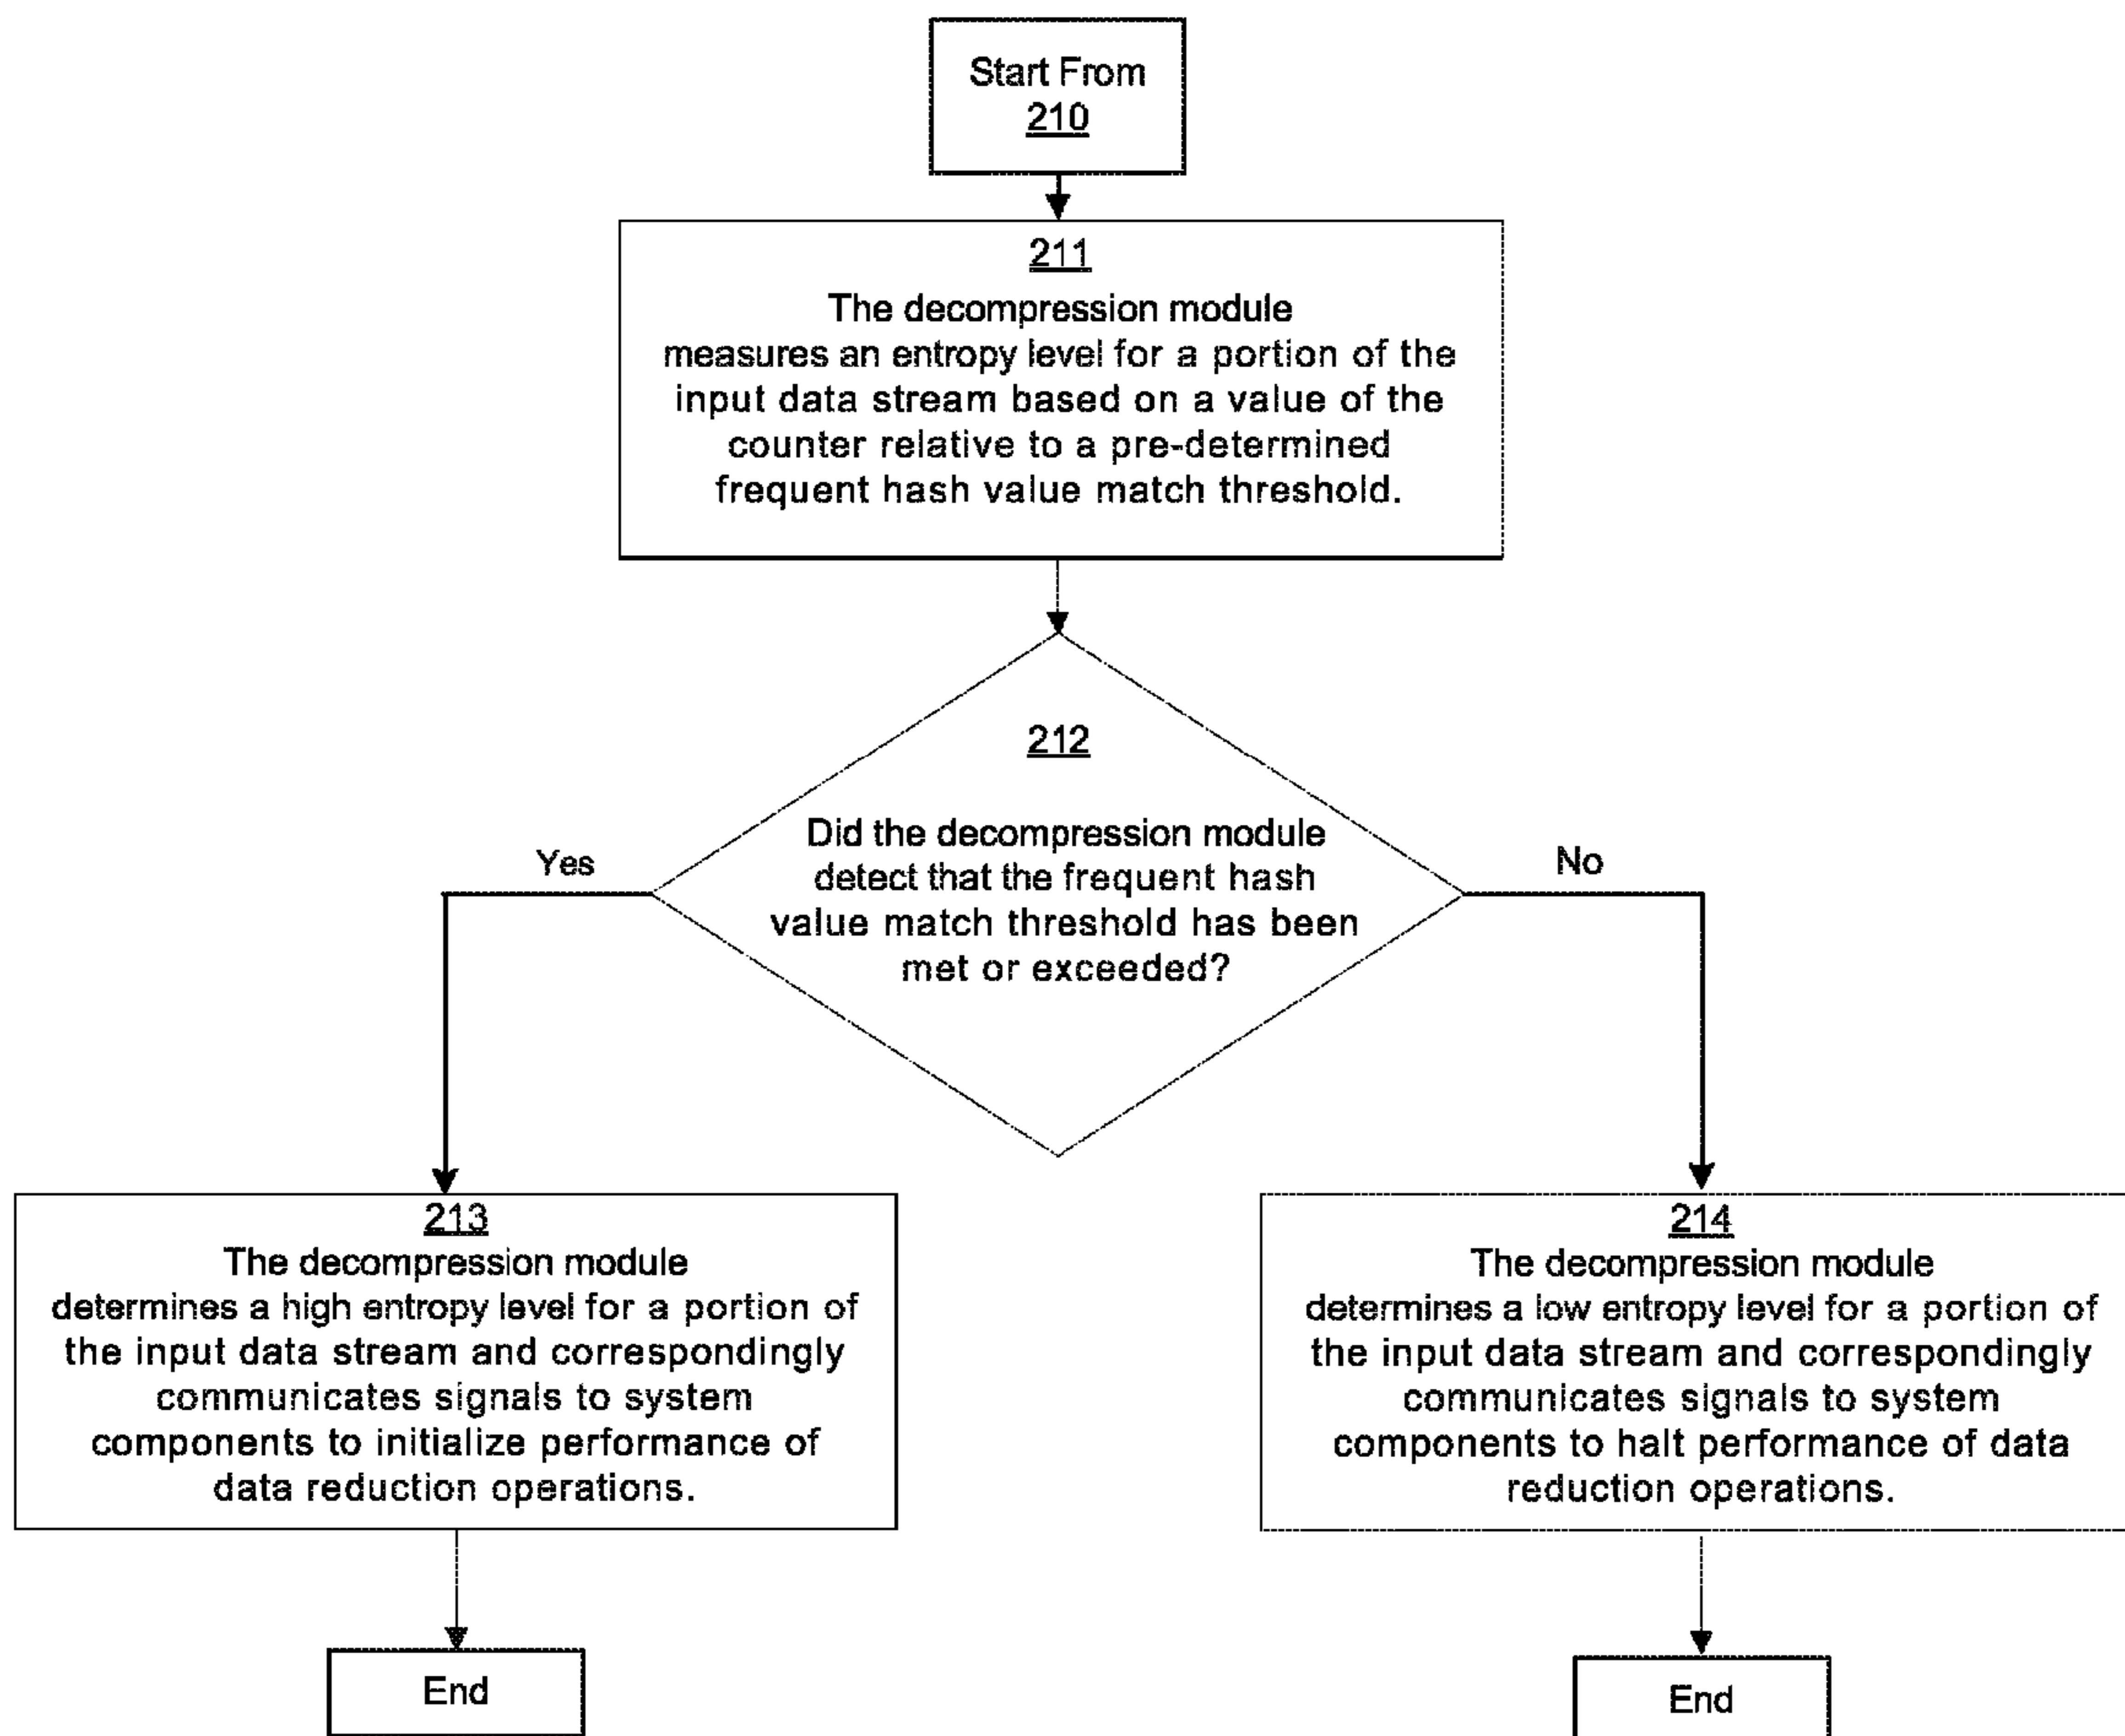 Start From
210
211
The decompression module
measures an entropy level for a portion of the
input data stream based on a value of the
counter relative to a pre-determined
frequent hash value match threshold.
212
Did the decompression module
detect that the frequent hash
value match threshold has been
met or exceeded?
Yes
No
213
The decompression module
determines a high entropy level for a portion of
the input data stream and correspondingly
communicates signals to system
components to initialize performance of
data reduction operations.
214
The decompression module
determines a low entropy level for a portion of
the input data stream and correspondingly
communicates signals to system
components to halt performance of data
reduction operations.
End
End